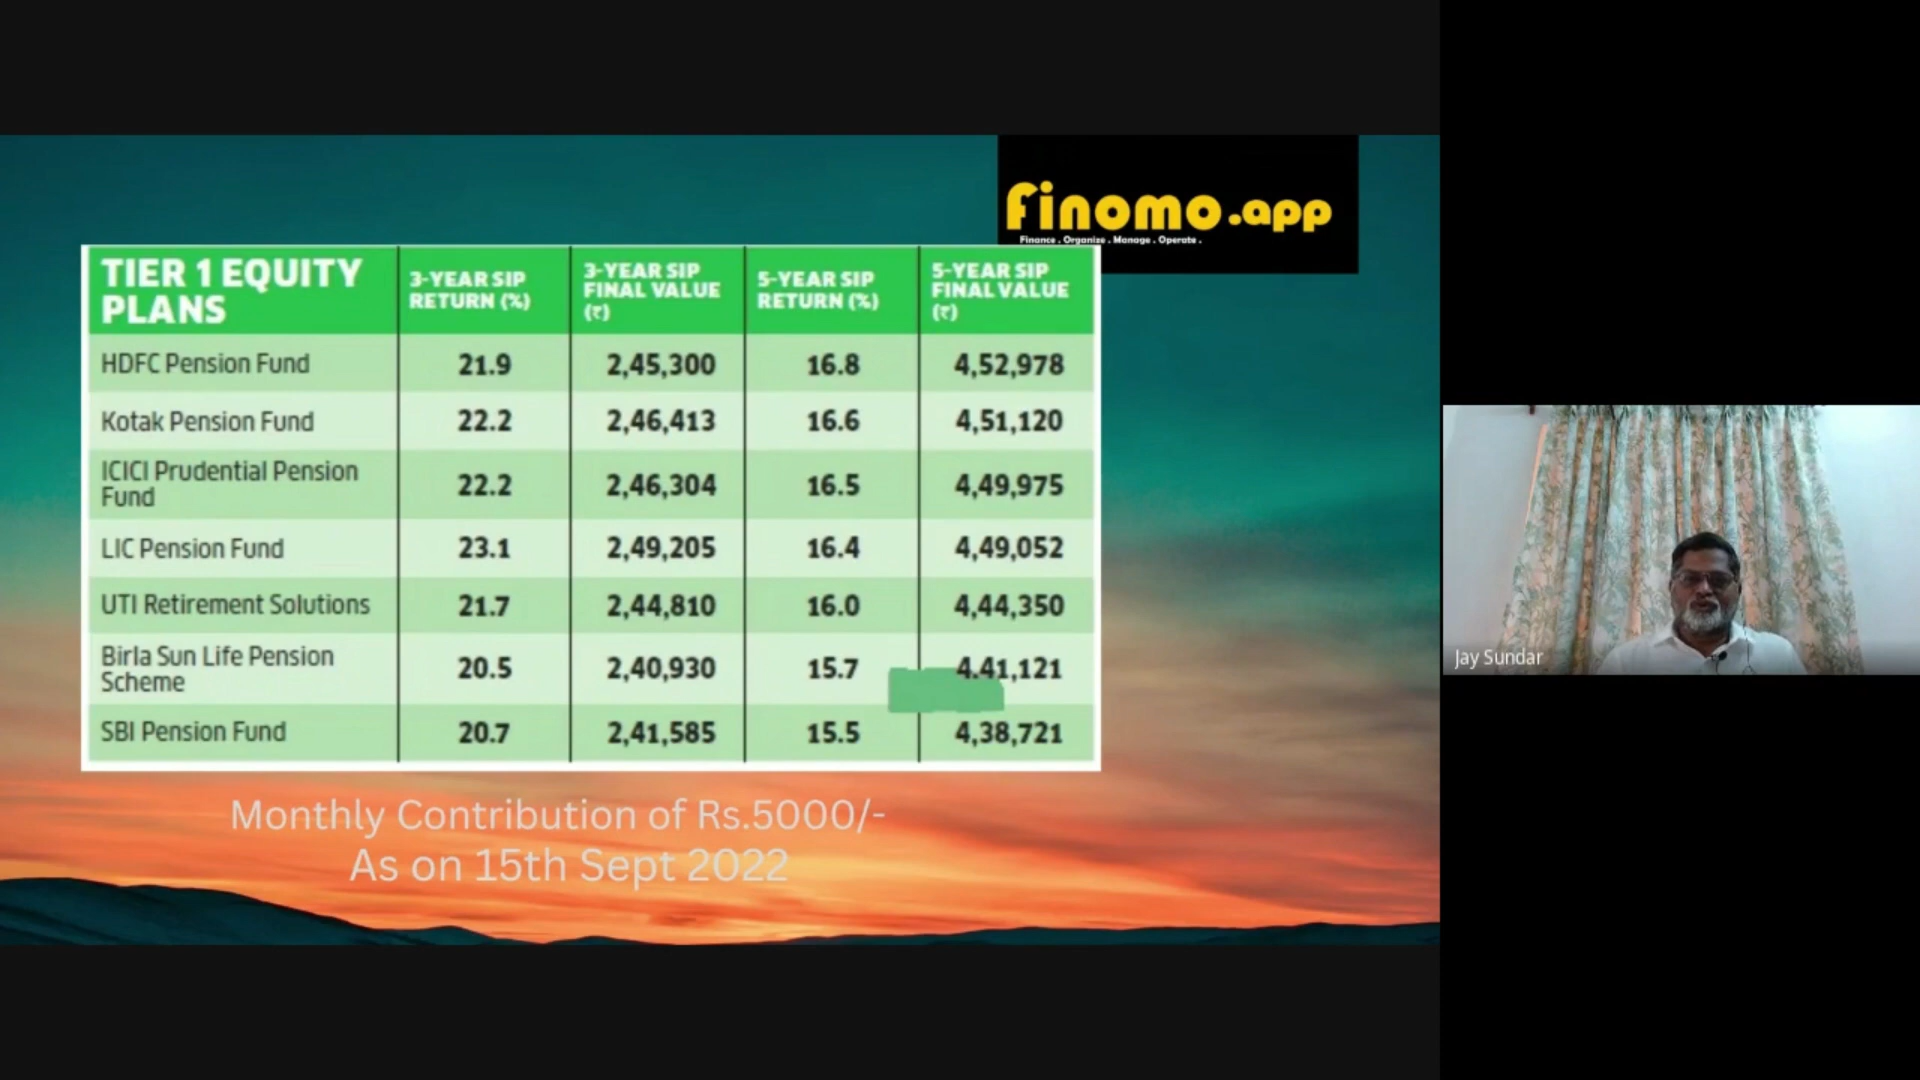 Finomo.app
Finance . Organize . Manage . Operate .
TIER 1 EQUITY
PLANS
3-YEAR SIP
RETURN (%)
3-YEAR SIP
FINAL VALUE
(₹)
5-YEAR SIP
RETURN (%)
5-YEAR SIP
FINAL VALUE
(₹)
HDFC Pension Fund 21.9 2,45,300 16.8 4,52,978
Kotak Pension Fund 22.2 2,46,413 16.6 4,51,120
ICICI Prudential Pension
Fund
22.2 2,46,304 16.5 4,49,975
LIC Pension Fund 23.1 2,49,205 16.4 4,49,052
UTI Retirement Solutions 21.7 2,44,810 16.0 4,44,350
Birla Sun Life Pension
Scheme
20.5 2,40,930 15.7 4,41,121
SBI Pension Fund 20.7 2,41,585 15.5 4,38,721
Monthly Contribution of Rs.5000/-
As on 15th Sept 2022
Jay Sundar